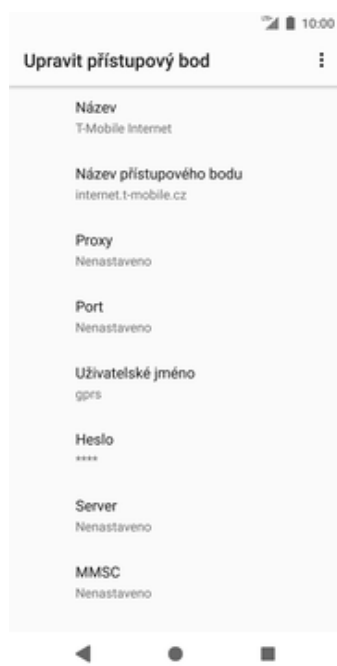 10:00
Upravit přístupový bod
Název
T-Mobile Internet
Název přístupového bodu
internet.t-mobile.cz
Proxy
Nenastaveno
Port
Nenastaveno
Uživatelské jméno
gprs
Heslo
****
Server
Nenastaveno
MMSC
Nenastaveno